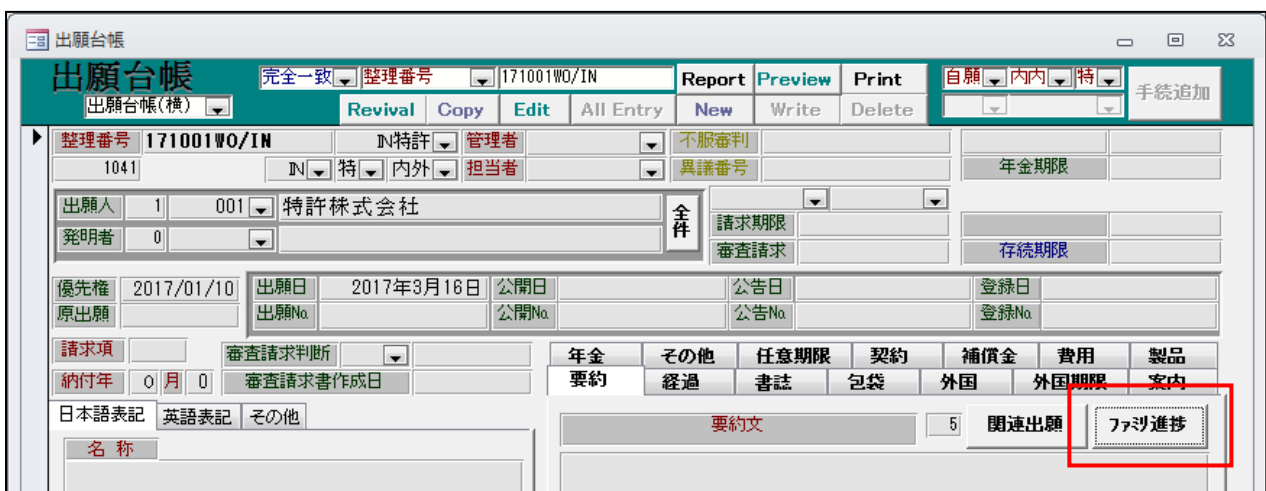 出願台帳
出願台帳 完全一致 整理番号 171001WO/IN Report Preview Print 自願 内内 特 手続追加
出願台帳(横) Revival Copy Edit All Entry New Write Delete
整理番号 171001WO/IN IN特許 管理者 不服審判
1041 IN 特 内外 担当者 異議番号 年金期限
出願人 1 001 特許株式会社 全件
請求期限
発明者 0 審査請求 存続期限
優先権 2017/01/10 出願日 2017年3月16日 公開日 公告日 登録日
原出願 出願No. 公開No. 公告No. 登録No.
請求項 審査請求判断 年金 その他 任意期限 契約 補償金 費用 製品
納付年 0 月 0 審査請求書作成日 要約 経過 書誌 包袋 外国 外国期限 案内
日本語表記 英語表記 その他 要約文 5 関連出願 ファミリ進捗
名称